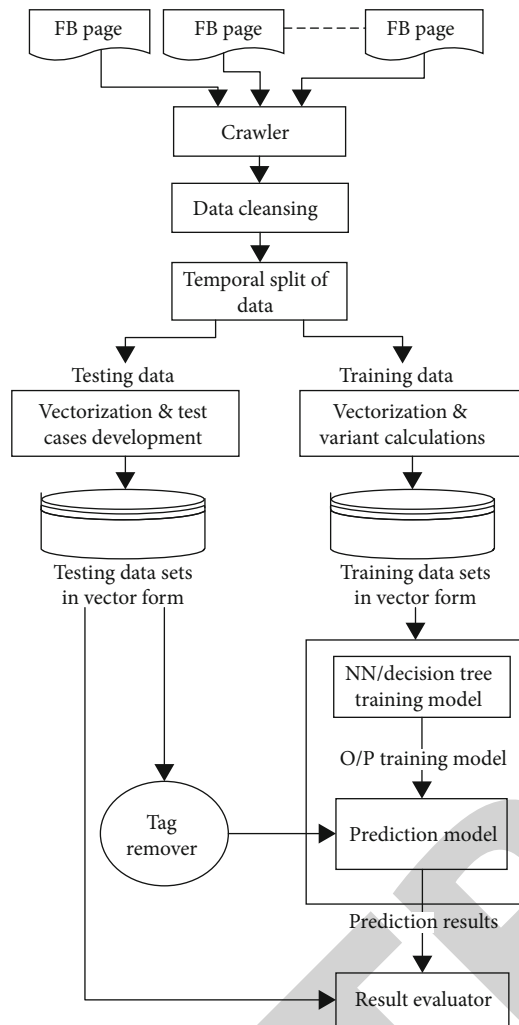 FB page
FB page
FB page
Crawler
Data cleansing
Temporal split of
data
Testing data
Training data
Vectorization & test
cases development
Vectorization &
variant calculations
Testing data sets
in vector form
Training data sets
in vector form
NN/decision tree
training model
O/P training model
Tag
remover
Prediction model
Prediction results
Result evaluator